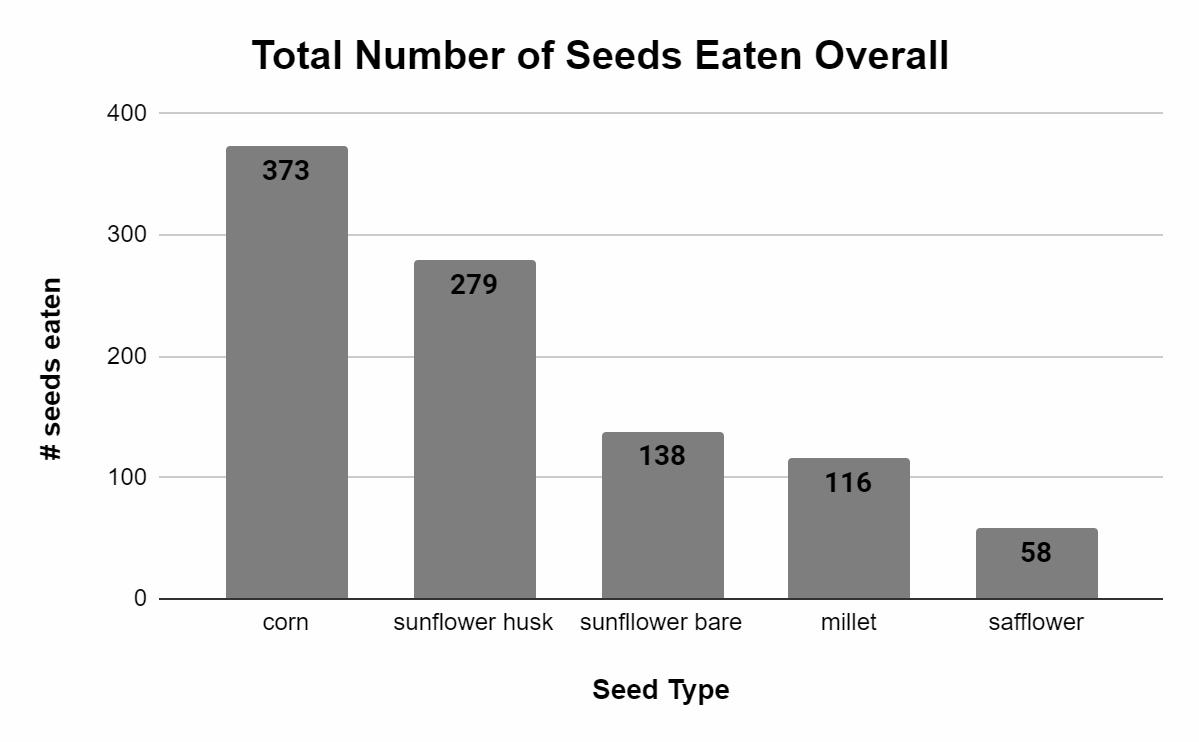 Total Number of Seeds Eaten Overall
# seeds eaten
400
300
200
100
0
373
279
138
116
58
corn
sunflower husk
sunfllower bare
millet
safflower
Seed Type